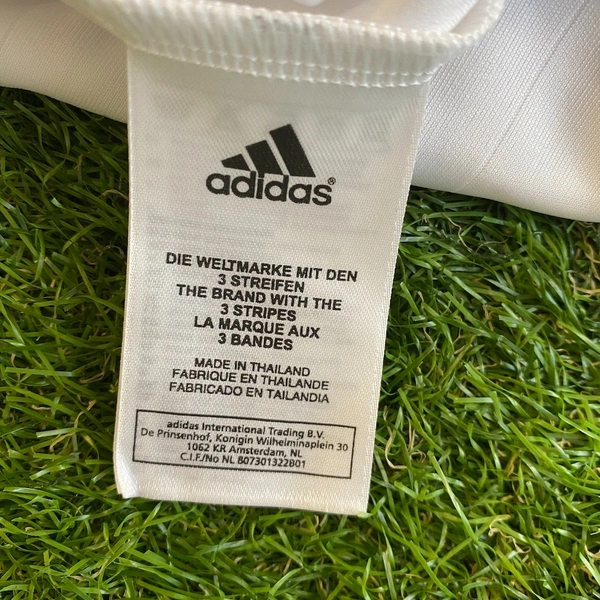 adidas®
DIE WELTMARKE MIT DEN
3 STREIFEN
THE BRAND WITH THE
3 STRIPES
LA MARQUE AUX
3 BANDES
MADE IN THAILAND
FABRIQUE EN THAILANDE
FABRICADO EN TAILANDIA
adidas International Trading B.V.
De Prinsenhof, Konigin Wilhelminaplein 30
1062 KR Amsterdam, NL
C.I.F./No NL 807301322B01